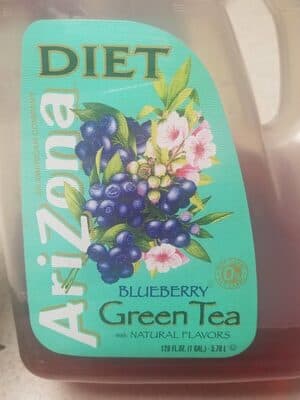 DIET
AriZona
BLUEBERRY
Green Tea
with NATURAL FLAVORS
128 FL.OZ. (1 GAL) - 3.78 L